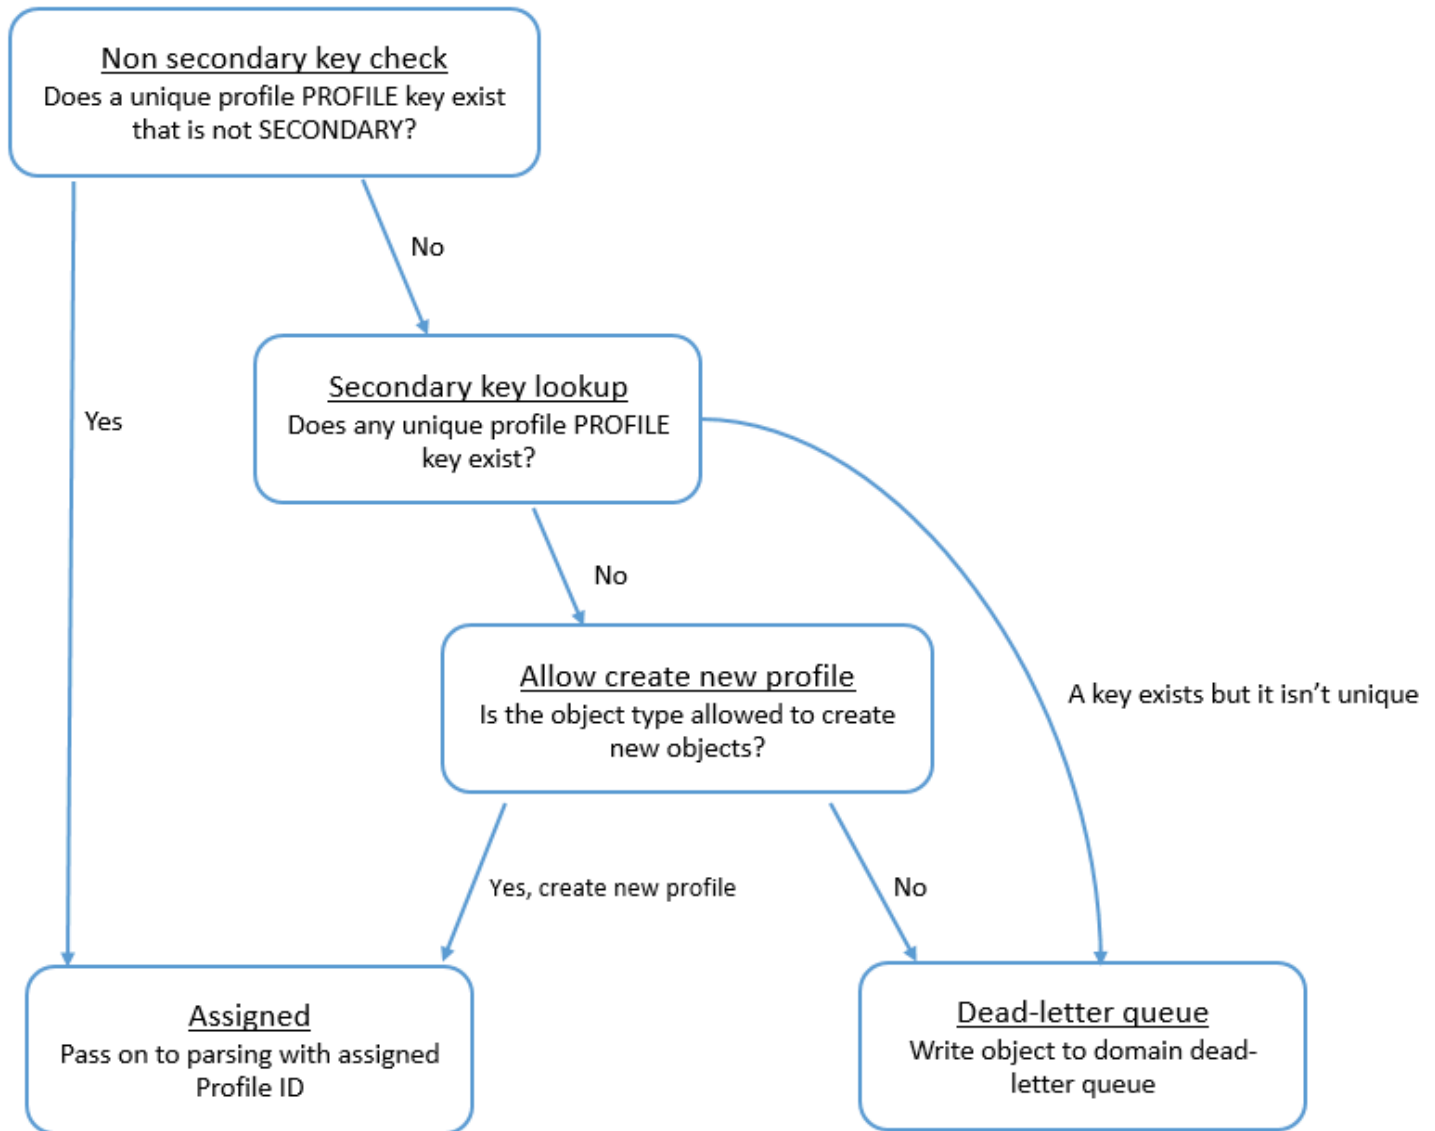 Non secondary key check
Does a unique profile PROFILE key exist
that is not SECONDARY?
No
Yes
Secondary key lookup
Does any unique profile PROFILE
key exist?
No
Allow create new profile
Is the object type allowed to create
new objects?
A key exists but it isn’t unique
Yes, create new profile
No
Assigned
Pass on to parsing with assigned
Profile ID
Dead-letter queue
Write object to domain dead-
letter queue